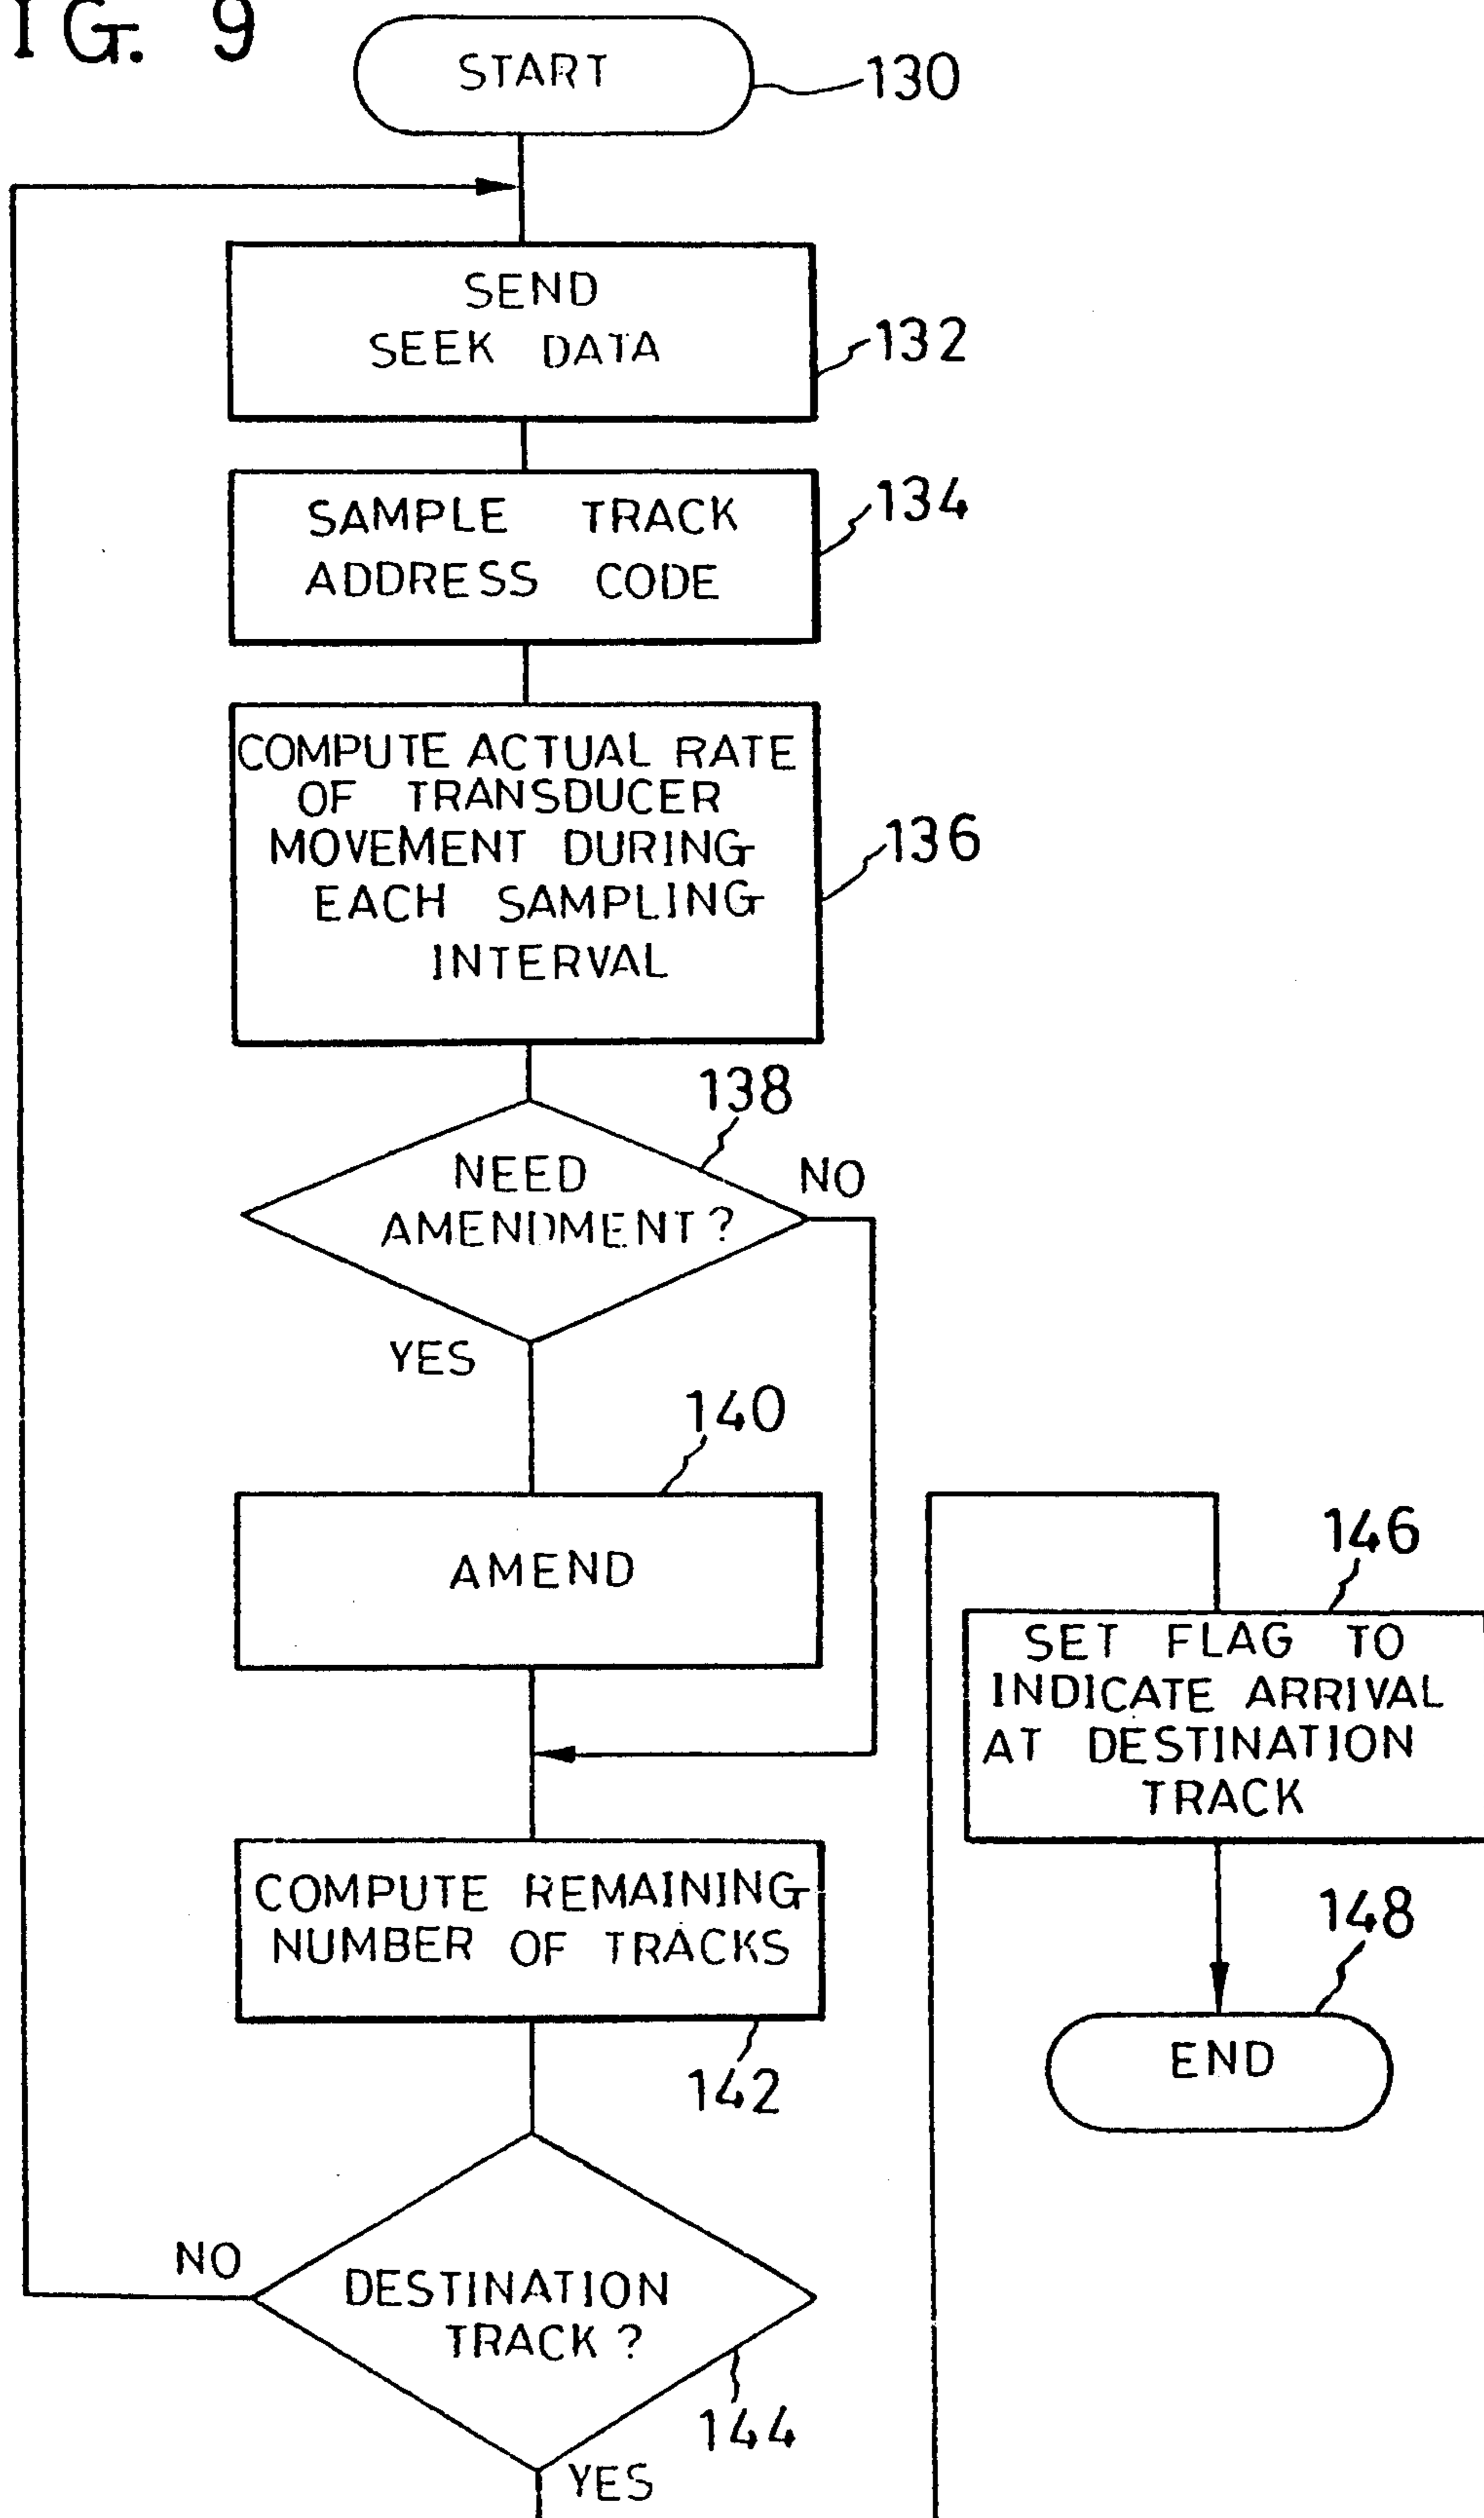 IG. 9
START
130
SEND
SEEK DATA
132
SAMPLE TRACK
ADDRESS CODE
134
COMPUTE ACTUAL RATE
OF TRANSDUCER
MOVEMENT DURING
EACH SAMPLING
INTERVAL
136
138
NEED
AMENDMENT?
NO
YES
140
AMEND
COMPUTE REMAINING
NUMBER OF TRACKS
142
NO
DESTINATION
TRACK?
144
YES
146
SET FLAG TO
INDICATE ARRIVAL
AT DESTINATION
TRACK
148
END